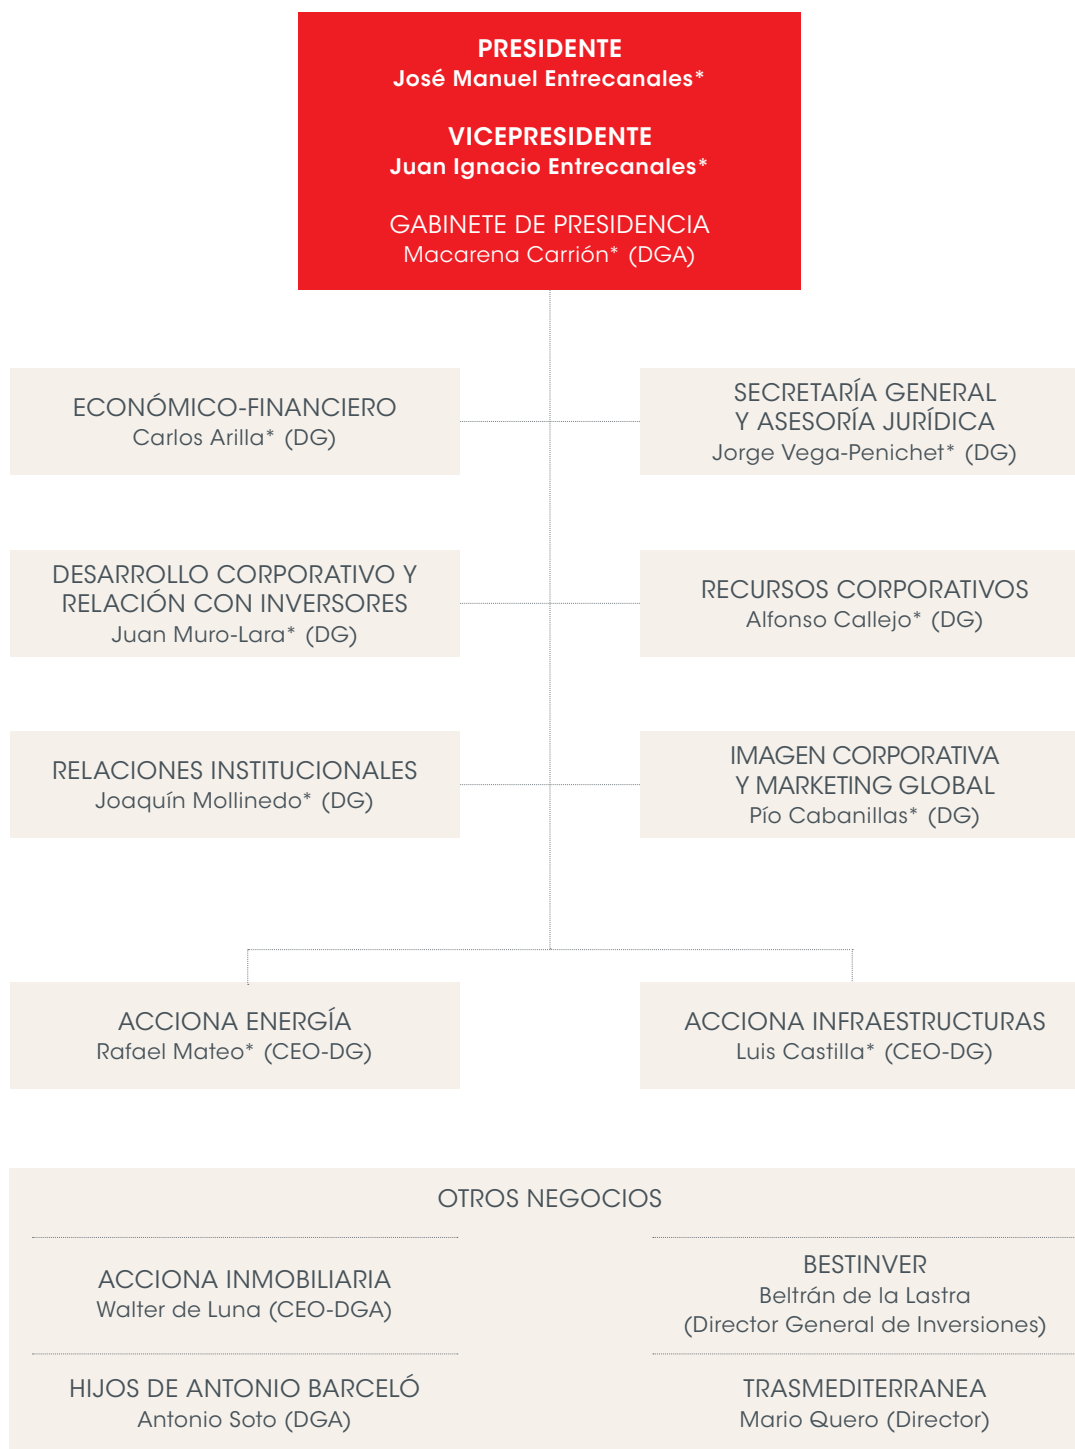 PRESIDENTE
José Manuel Entrecanales*
VICEPRESIDENTE
Juan Ignacio Entrecanales*
GABINETE DE PRESIDENCIA
Macarena Carrión* (DGA)
ECONÓMICO-FINANCIERO
Carlos Arilla* (DG)
SECRETARÍA GENERAL
Y ASESORÍA JURÍDICA
Jorge Vega-Penichet* (DG)
DESARROLLO CORPORATIVO Y
RELACIÓN CON INVERSORES
Juan Muro-Lara* (DG)
RECURSOS CORPORATIVOS
Alfonso Callejo* (DG)
RELACIONES INSTITUCIONALES
Joaquín Mollinedo* (DG)
IMAGEN CORPORATIVA
Y MARKETING GLOBAL
Pío Cabanillas* (DG)
ACCIONA ENERGÍA
Rafael Mateo* (CEO-DG)
ACCIONA INFRAESTRUCTURAS
Luis Castilla* (CEO-DG)
OTROS NEGOCIOS
ACCIONA INMOBILIARIA
Walter de Luna (CEO-DGA)
BESTINVER
Beltrán de la Lastra
(Director General de Inversiones)
HIJOS DE ANTONIO BARCELÓ
Antonio Soto (DGA)
TRASMEDITERRANEA
Mario Quero (Director)